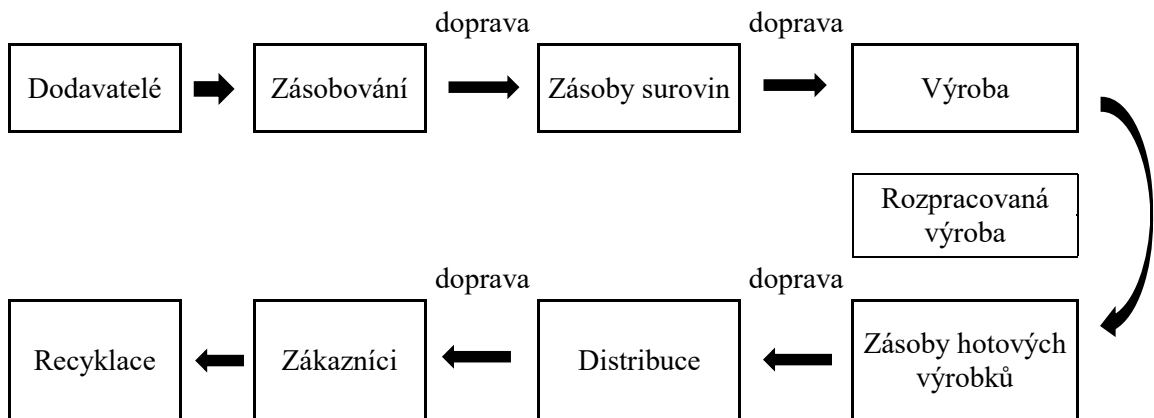 doprava doprava
Dodavatelé Zásobování Zásoby surovin Výroba
Rozpracovaná
výroba
doprava doprava
Recyklace Zákazníci Distribuce Zásoby hotových
výrobků